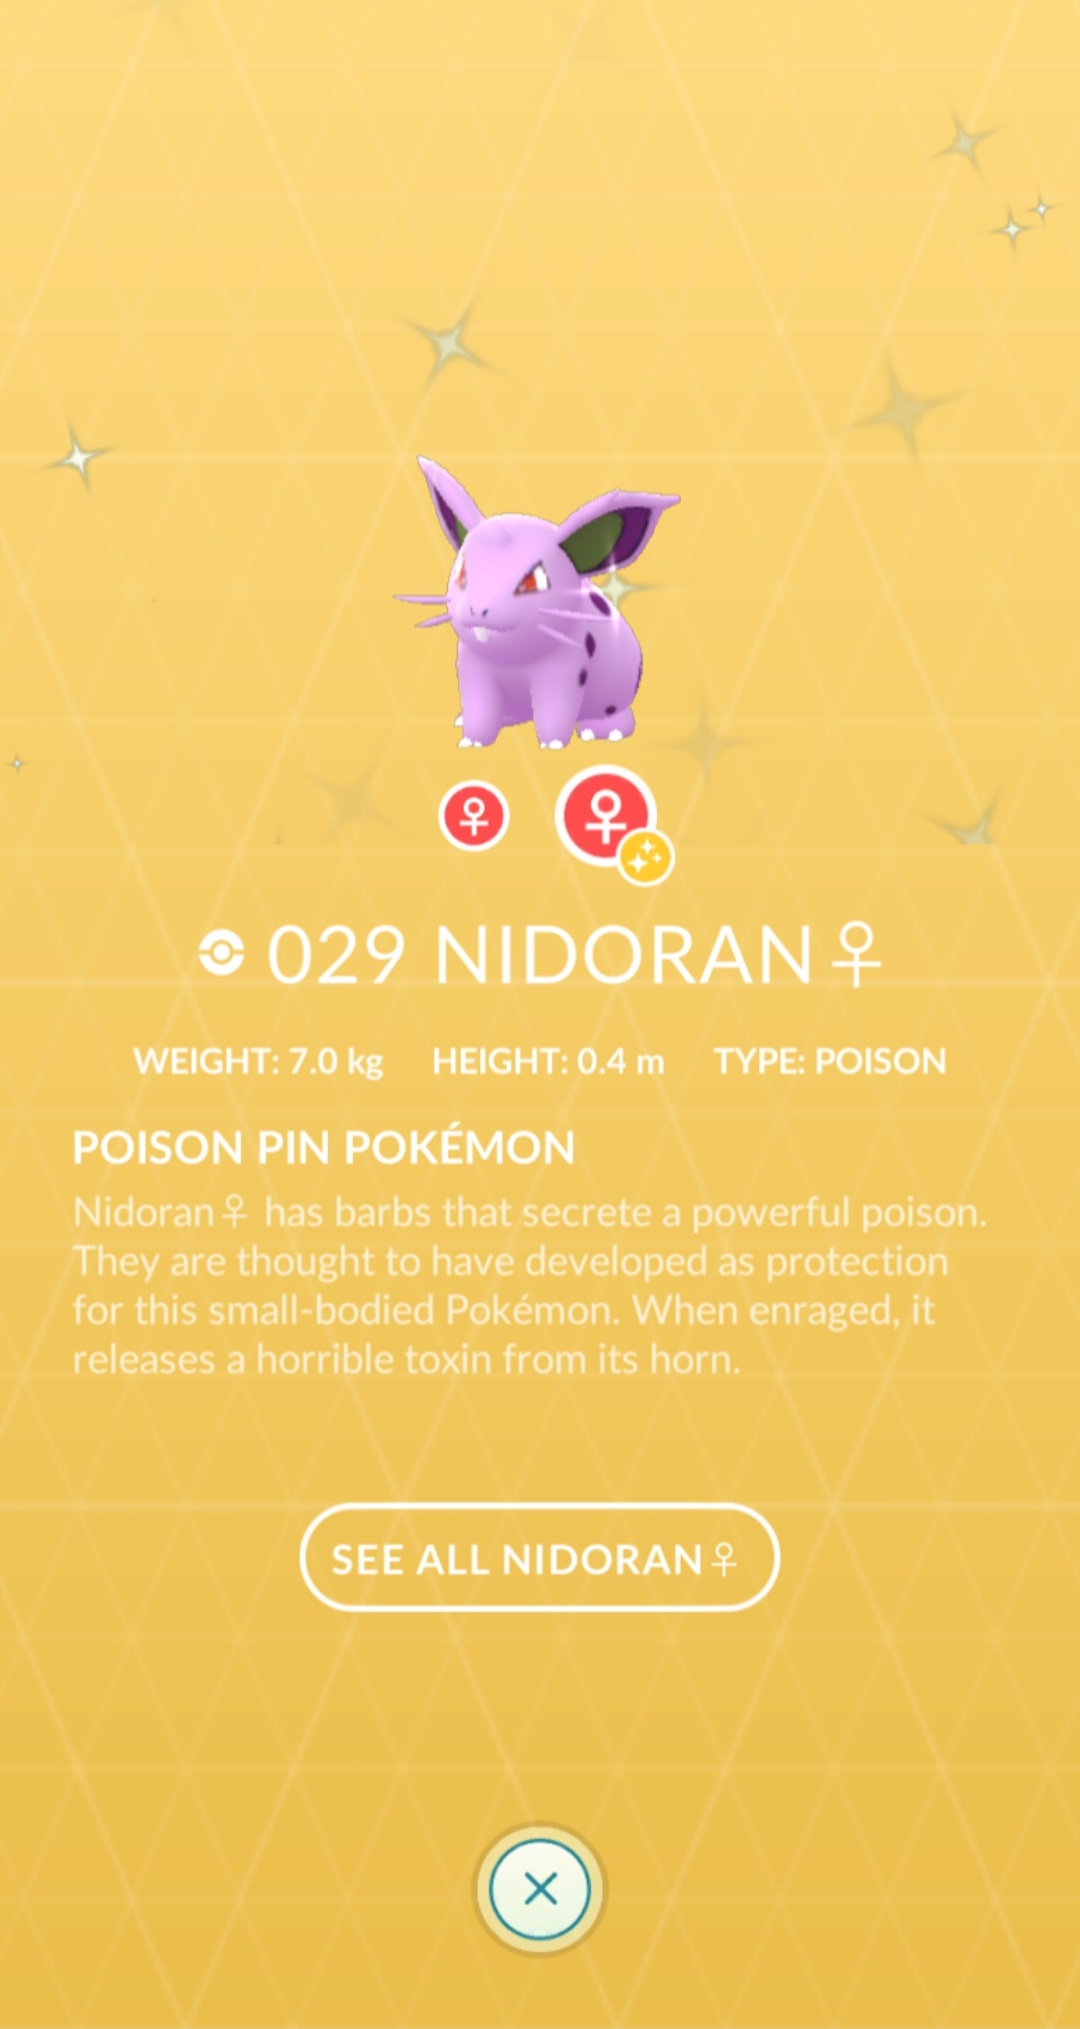 029 NIDORAN♀
WEIGHT: 7.0 kg HEIGHT: 0.4 m TYPE: POISON
POISON PIN POKÉMON
Nidoran♀ has barbs that secrete a powerful poison.
They are thought to have developed as protection
for this small-bodied Pokémon. When enraged, it
releases a horrible toxin from its horn.
SEE ALL NIDORAN♀